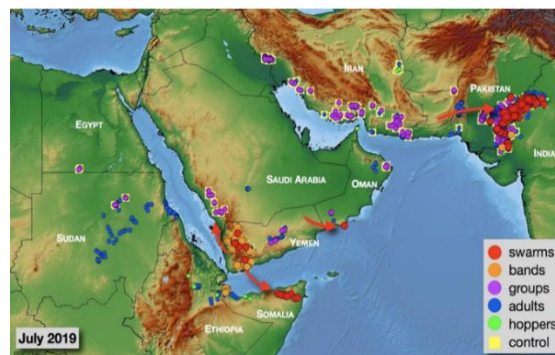 IRAN
PAKISTAN
EGYPT
INDIA
SAUDI ARABIA
OMAN
SUDAN
YEMEN
swarms
bands
groups
adults
hoppers
control
ETHIOPIA
SOMALIA
July 2019